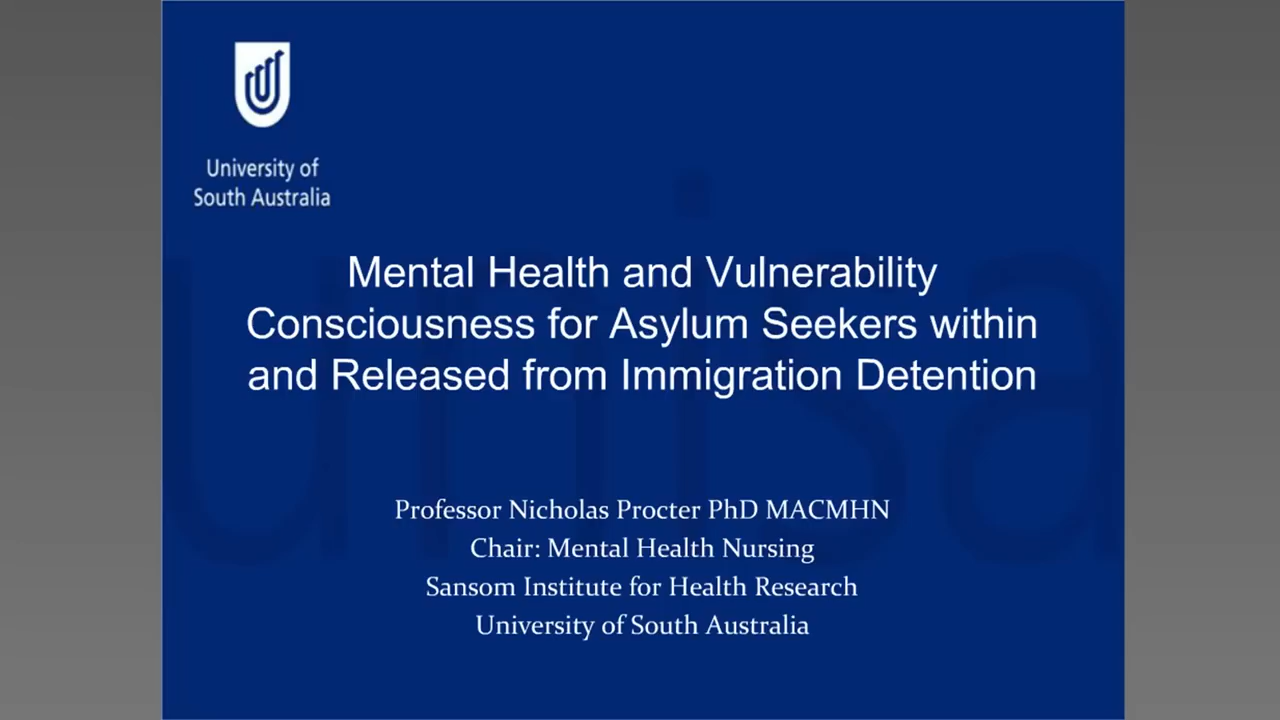 University of
South Australia
Mental Health and Vulnerability
Consciousness for Asylum Seekers within
and Released from Immigration Detention
Professor Nicholas Procter PhD MACMHN
Chair: Mental Health Nursing
Sansom Institute for Health Research
University of South Australia
unisa